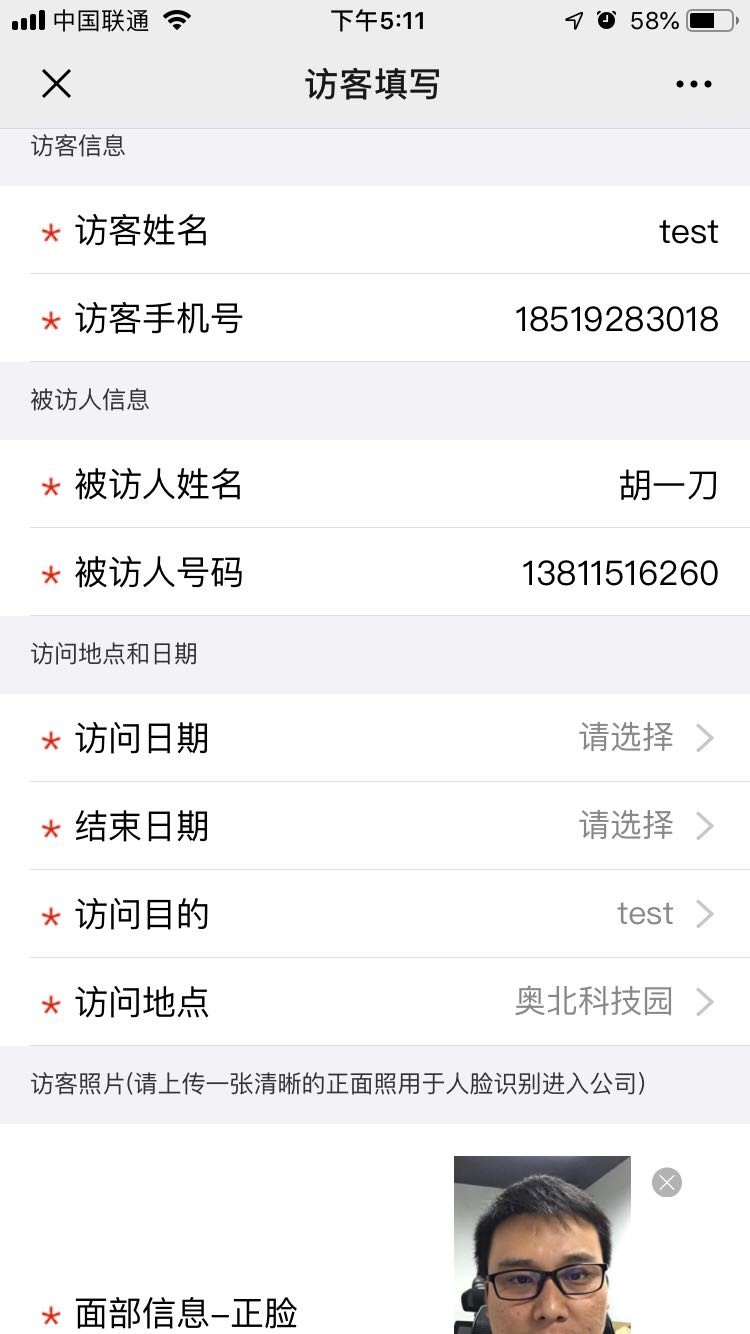 中国联通 下午5:11 58%
访客填写
访客信息
* 访客姓名 test
* 访客手机号 18519283018
被访人信息
* 被访人姓名 胡一刀
* 被访人号码 13811516260
访问地点和日期
* 访问日期 请选择
* 结束日期 请选择
* 访问目的 test
* 访问地点 奥北科技园
访客照片(请上传一张清晰的正面照用于人脸识别进入公司)
* 面部信息-正脸